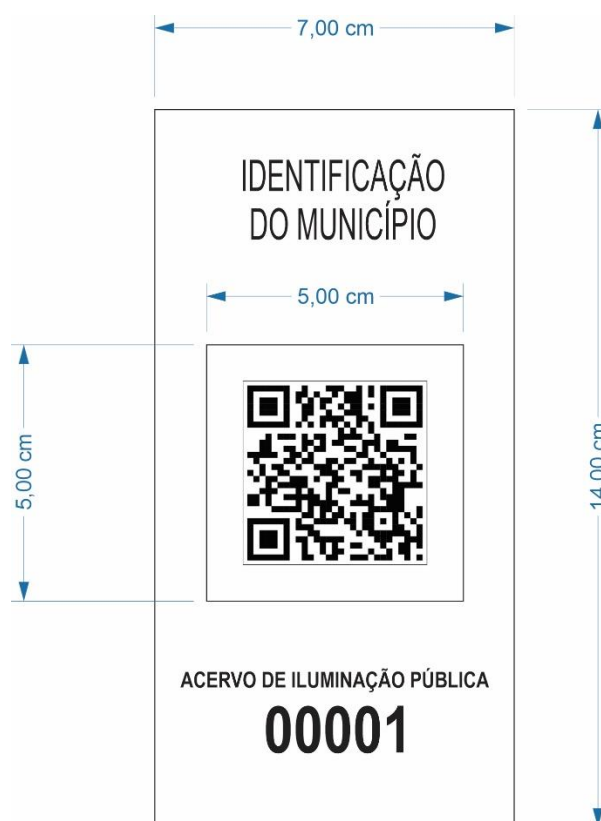 7,00 cm
IDENTIFICAÇÃO
DO MUNICÍPIO
5,00 cm
5,00 cm
14,00 cm
ACERVO DE ILUMINAÇÃO PÚBLICA
00001